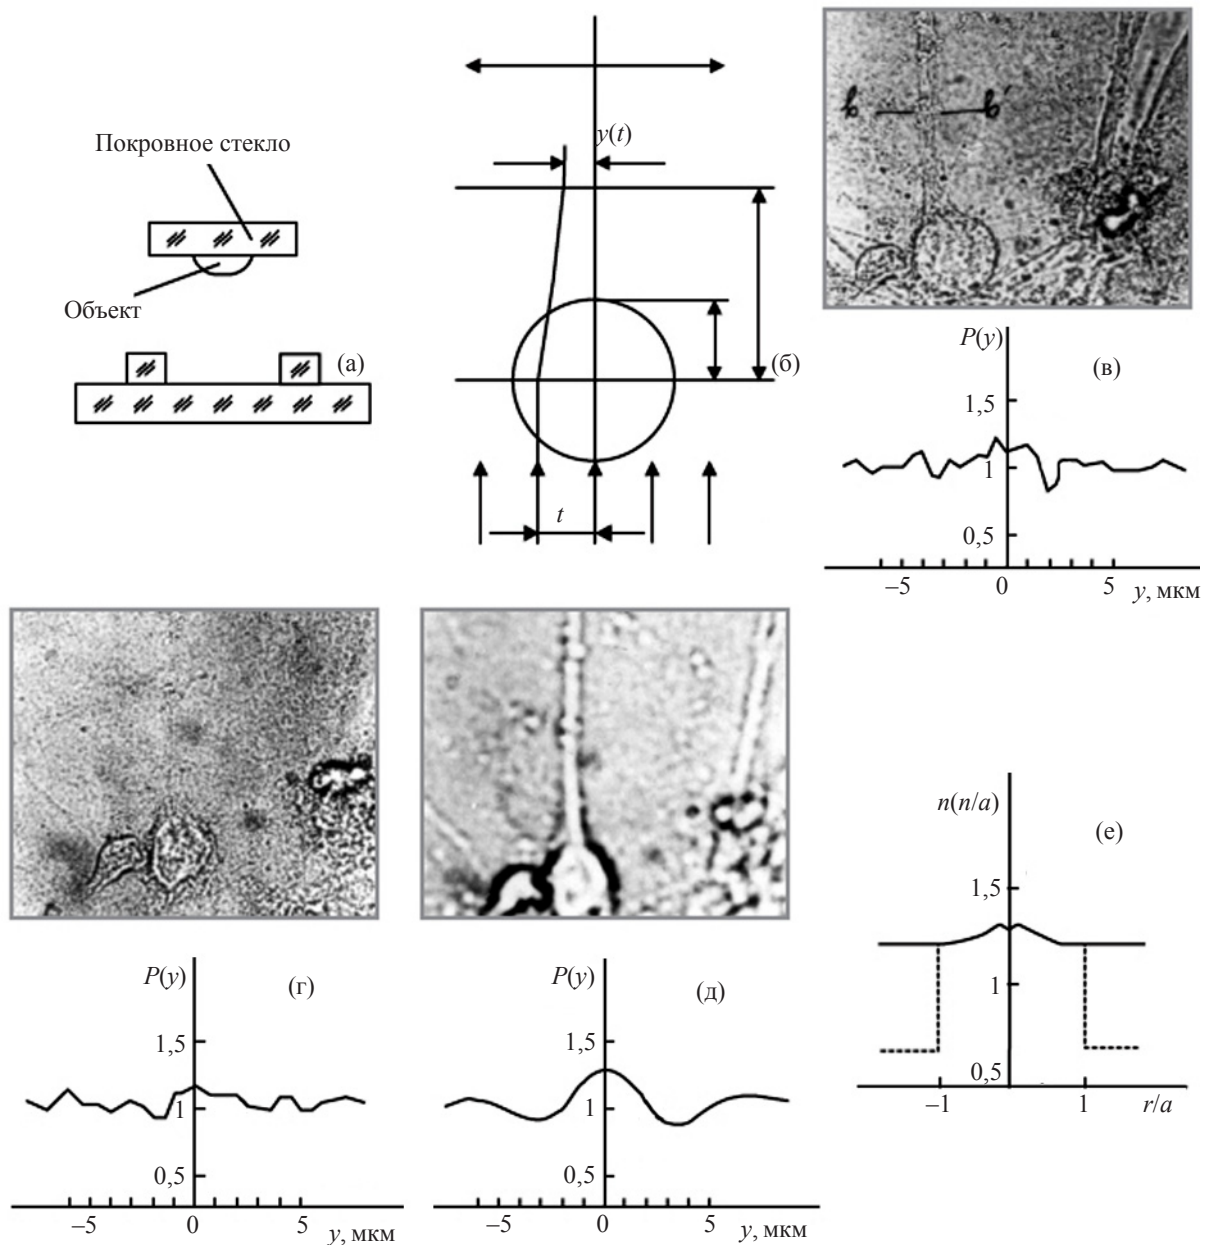 Покровное стекло
Объект
(а)
y(t)
t
(б)
b b′
P(y)
(в)
1,5
1
0,5
–5 0 5 y, мкм
P(y)
(г)
1,5
1
0,5
–5 0 5 y, мкм
P(y)
(д)
1,5
1
0,5
–5 0 5 y, мкм
n(n/a)
(е)
1,5
1
0,5
–1 1 r/a